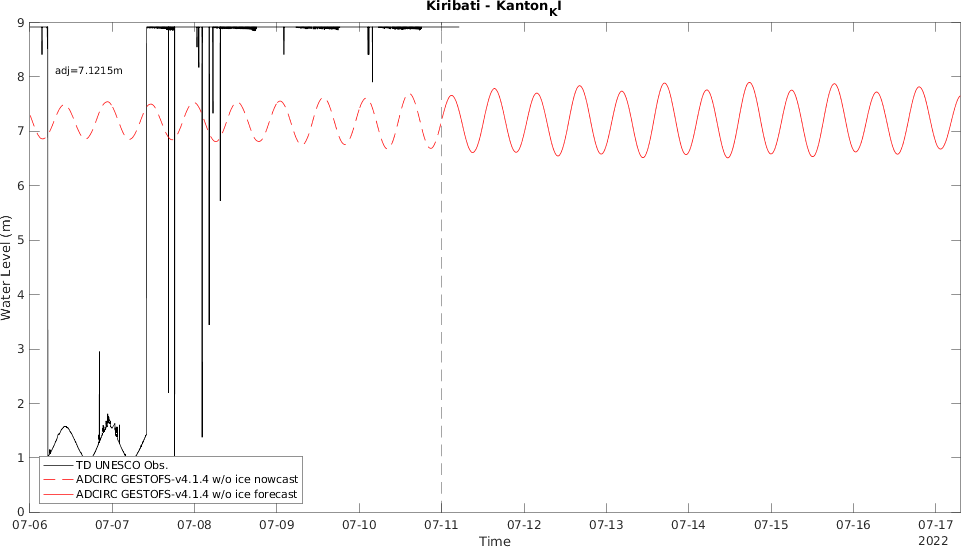 Kiribati - Kanton_KI
9
8
7
6
5
4
3
2
1
0
Water Level (m)
adj=7.1215m
TD UNESCO Obs.
ADCIRC GESTOFS-v4.1.4 w/o ice nowcast
ADCIRC GESTOFS-v4.1.4 w/o ice forecast
07-06 07-07 07-08 07-09 07-10 07-11 07-12 07-13 07-14 07-15 07-16 07-17
Time
2022